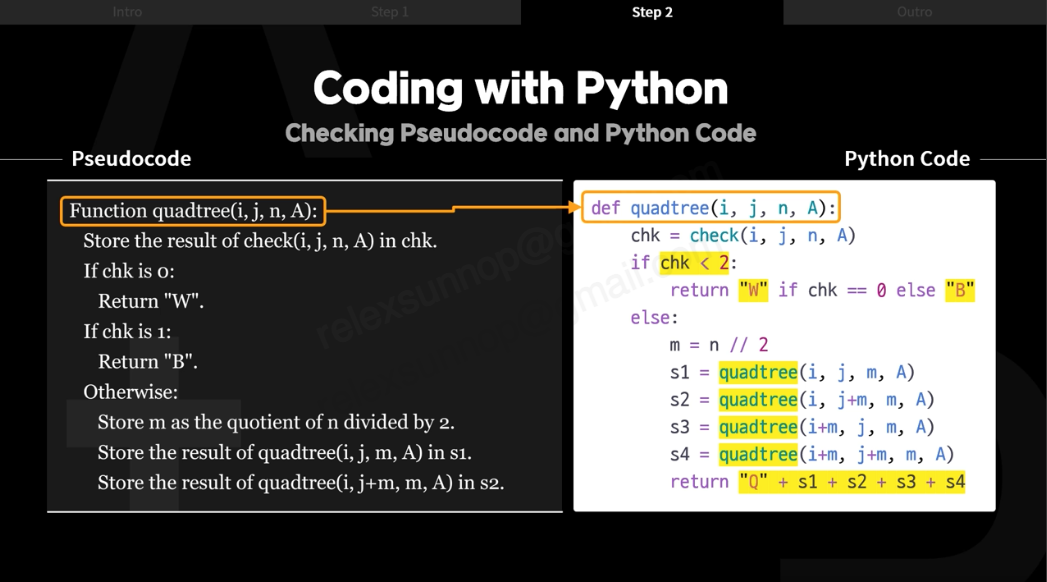 Intro
Step 1
Step 2
Outro
Coding with Python
Checking Pseudocode and Python Code
Pseudocode
Python Code
Function quadtree(i, j, n, A):
Store the result of check(i, j, n, A) in chk.
If chk is 0:
Return "W".
If chk is 1:
Return "B".
Otherwise:
Store m as the quotient of n divided by 2.
Store the result of quadtree(i, j, m, A) in s1.
Store the result of quadtree(i, j+m, m, A) in s2.
def quadtree(i, j, n, A):
chk = check(i, j, n, A)
if chk < 2:
return "W" if chk == 0 else "B"
else:
m = n // 2
s1 = quadtree(i, j, m, A)
s2 = quadtree(i, j+m, m, A)
s3 = quadtree(i+m, j, m, A)
s4 = quadtree(i+m, j+m, m, A)
return "Q" + s1 + s2 + s3 + s4